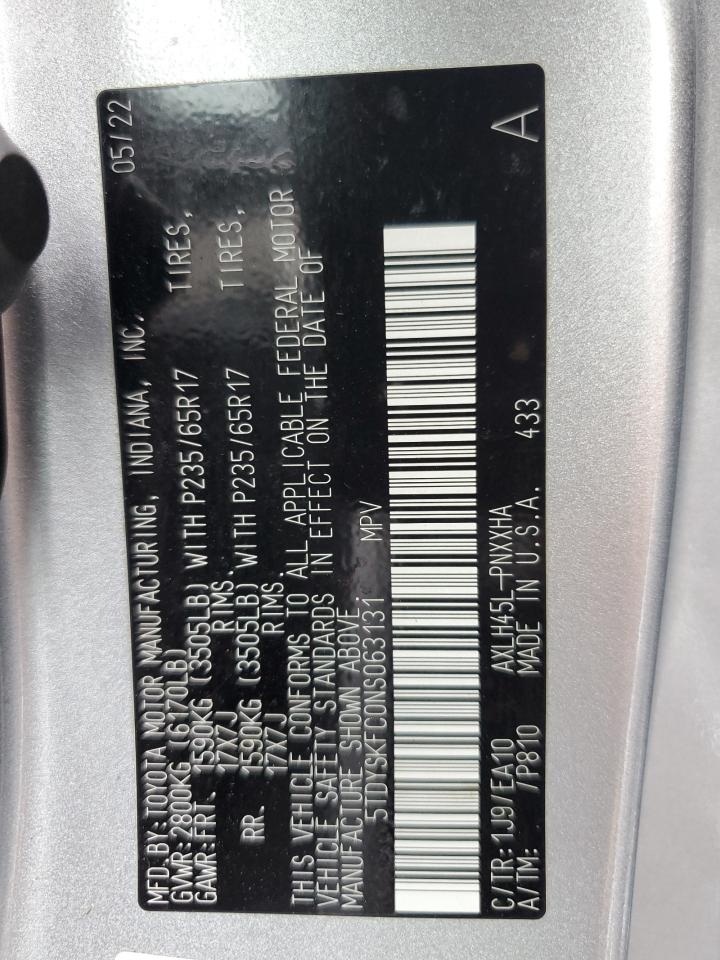 MFD.BY:TOYOTA MOTOR MANUFACTURING, INDIANA, INC. 05/22
GVWR:2800KG (6170LB)
GAWR:FRT. 1590KG (3505LB) WITH P235/65R17 TIRES,
17X7J RIMS.
RR. 1590KG (3505LB) WITH P235/65R17 TIRES,
17X7J RIMS.
THIS VEHICLE CONFORMS TO ALL APPLICABLE FEDERAL MOTOR
VEHICLE SAFETY STANDARDS IN EFFECT ON THE DATE OF
MANUFACTURE SHOWN ABOVE.
5TDYSKFC0NS063131 MPV
C/TR:1J9/EA10 AXLH45L-PNXXHA A
A/TM: /P810 MADE IN U.S.A. 433